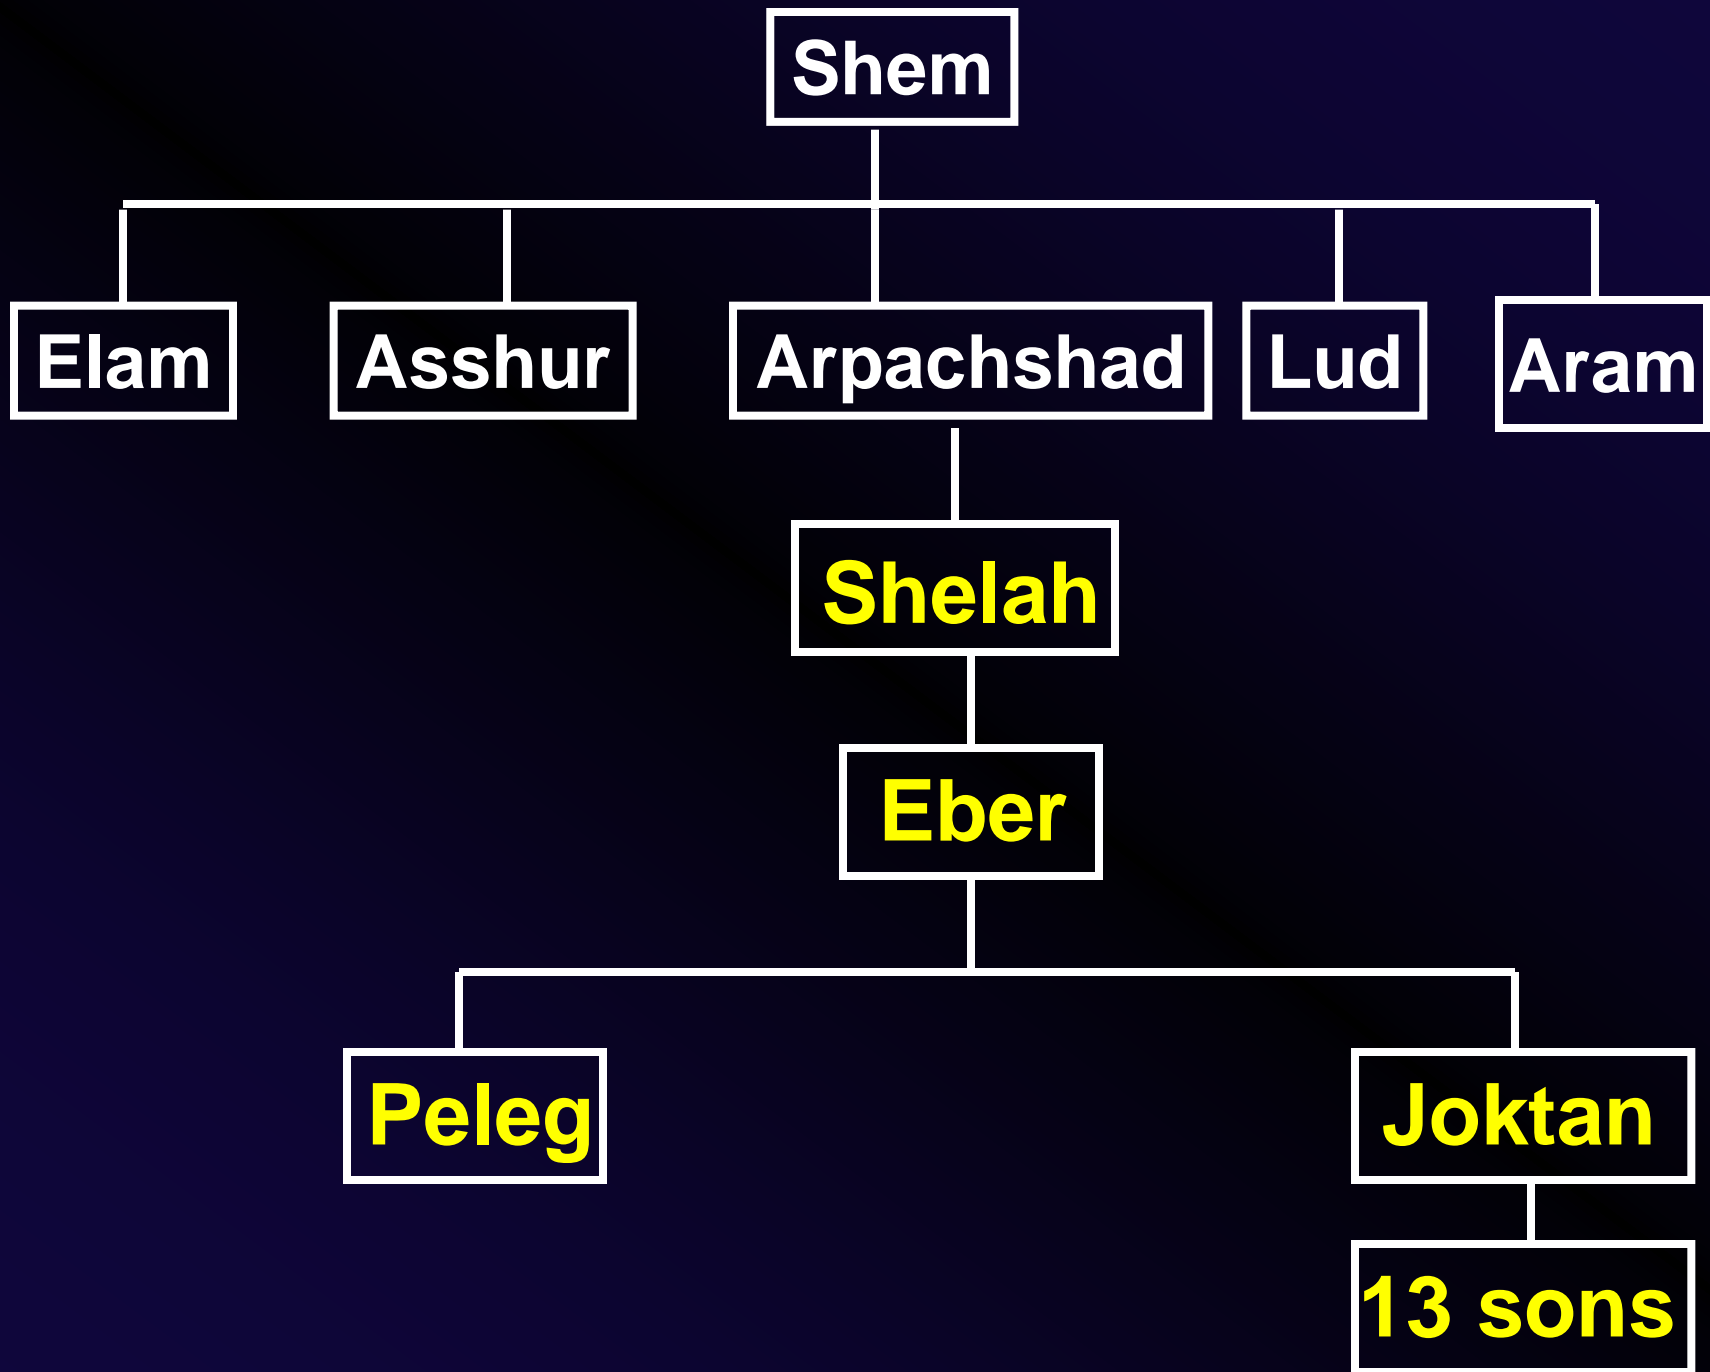 Shem
Elam
Asshur
Arpachshad
Lud
Aram
Shelah
Eber
Peleg
Joktan
13 sons